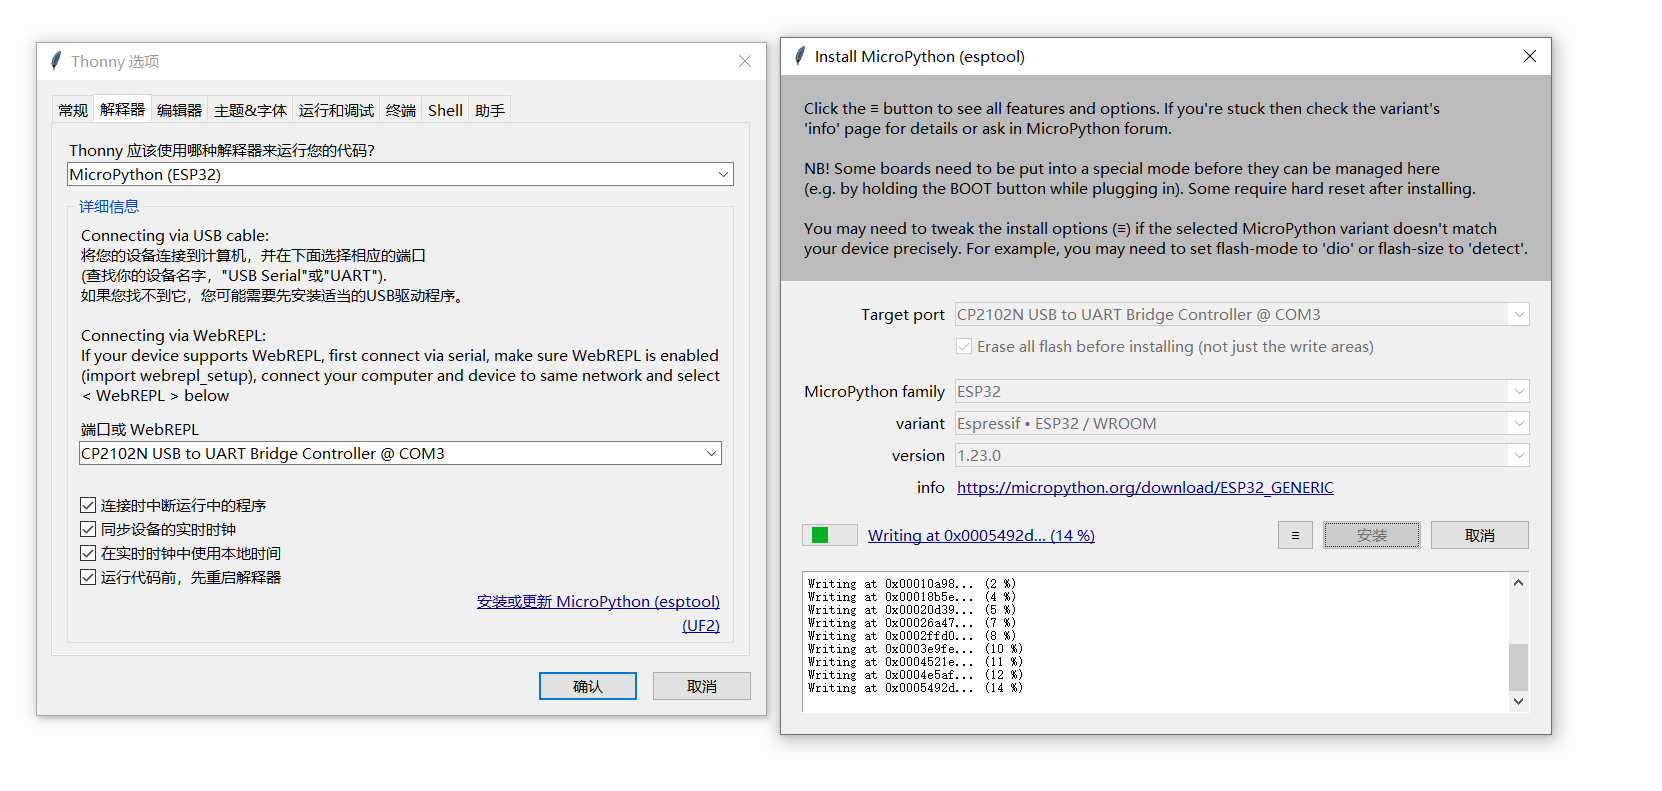 Thonny 选项
常规 解释器 编辑器 主题&字体 运行和调试 终端 Shell 助手
Thonny 应该使用哪种解释器来运行您的代码?
MicroPython (ESP32)
详细信息
Connecting via USB cable:
将您的设备连接到计算机，并在下面选择相应的端口
(查找你的设备名字，"USB Serial"或"UART").
如果您找不到它，您可能需要先安装适当的USB驱动程序。
Connecting via WebREPL:
If your device supports WebREPL, first connect via serial, make sure WebREPL is enabled
(import webrepl_setup), connect your computer and device to same network and select
< WebREPL > below
端口或 WebREPL
CP2102N USB to UART Bridge Controller @ COM3
连接时中断运行中的程序
同步设备的实时时钟
在实时时钟中使用本地时间
运行代码前，先重启解释器
安装或更新 MicroPython (esptool)
(UF2)
确认 取消
Install MicroPython (esptool)
Click the ≡ button to see all features and options. If you're stuck then check the variant's
'info' page for details or ask in MicroPython forum.
NB! Some boards need to be put into a special mode before they can be managed here
(e.g. by holding the BOOT button while plugging in). Some require hard reset after installing.
You may need to tweak the install options (≡) if the selected MicroPython variant doesn't match
your device precisely. For example, you may need to set flash-mode to 'dio' or flash-size to 'detect'.
Target port CP2102N USB to UART Bridge Controller @ COM3
Erase all flash before installing (not just the write areas)
MicroPython family ESP32
variant Espressif • ESP32 / WROOM
version 1.23.0
info https://micropython.org/download/ESP32_GENERIC
Writing at 0x0005492d... (14 %) ≡ 安装 取消
Writing at 0x00010a98... (2 %)
Writing at 0x00018b5e... (4 %)
Writing at 0x00020d39... (5 %)
Writing at 0x00026a47... (7 %)
Writing at 0x0002ffd0... (8 %)
Writing at 0x0003e9fe... (10 %)
Writing at 0x0004521e... (11 %)
Writing at 0x0004e5af... (12 %)
Writing at 0x0005492d... (14 %)